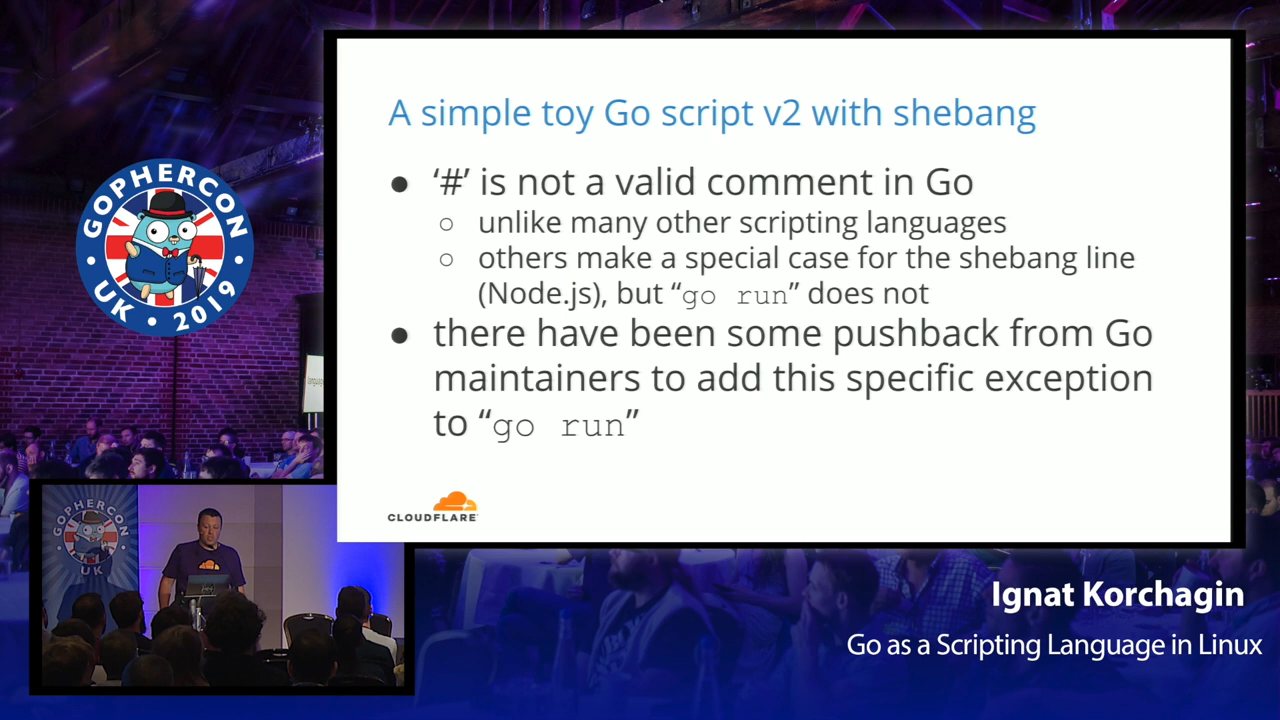 A simple toy Go script v2 with shebang
● ‘#’ is not a valid comment in Go
○ unlike many other scripting languages
○ others make a special case for the shebang line
(Node.js), but “go run” does not
● there have been some pushback from Go
maintainers to add this specific exception
to “go run”
CLOUDFLARE
GOPHERCON
UK • 2019
GOPHERCON
UK
Ignat Korchagin
Go as a Scripting Language in Linux